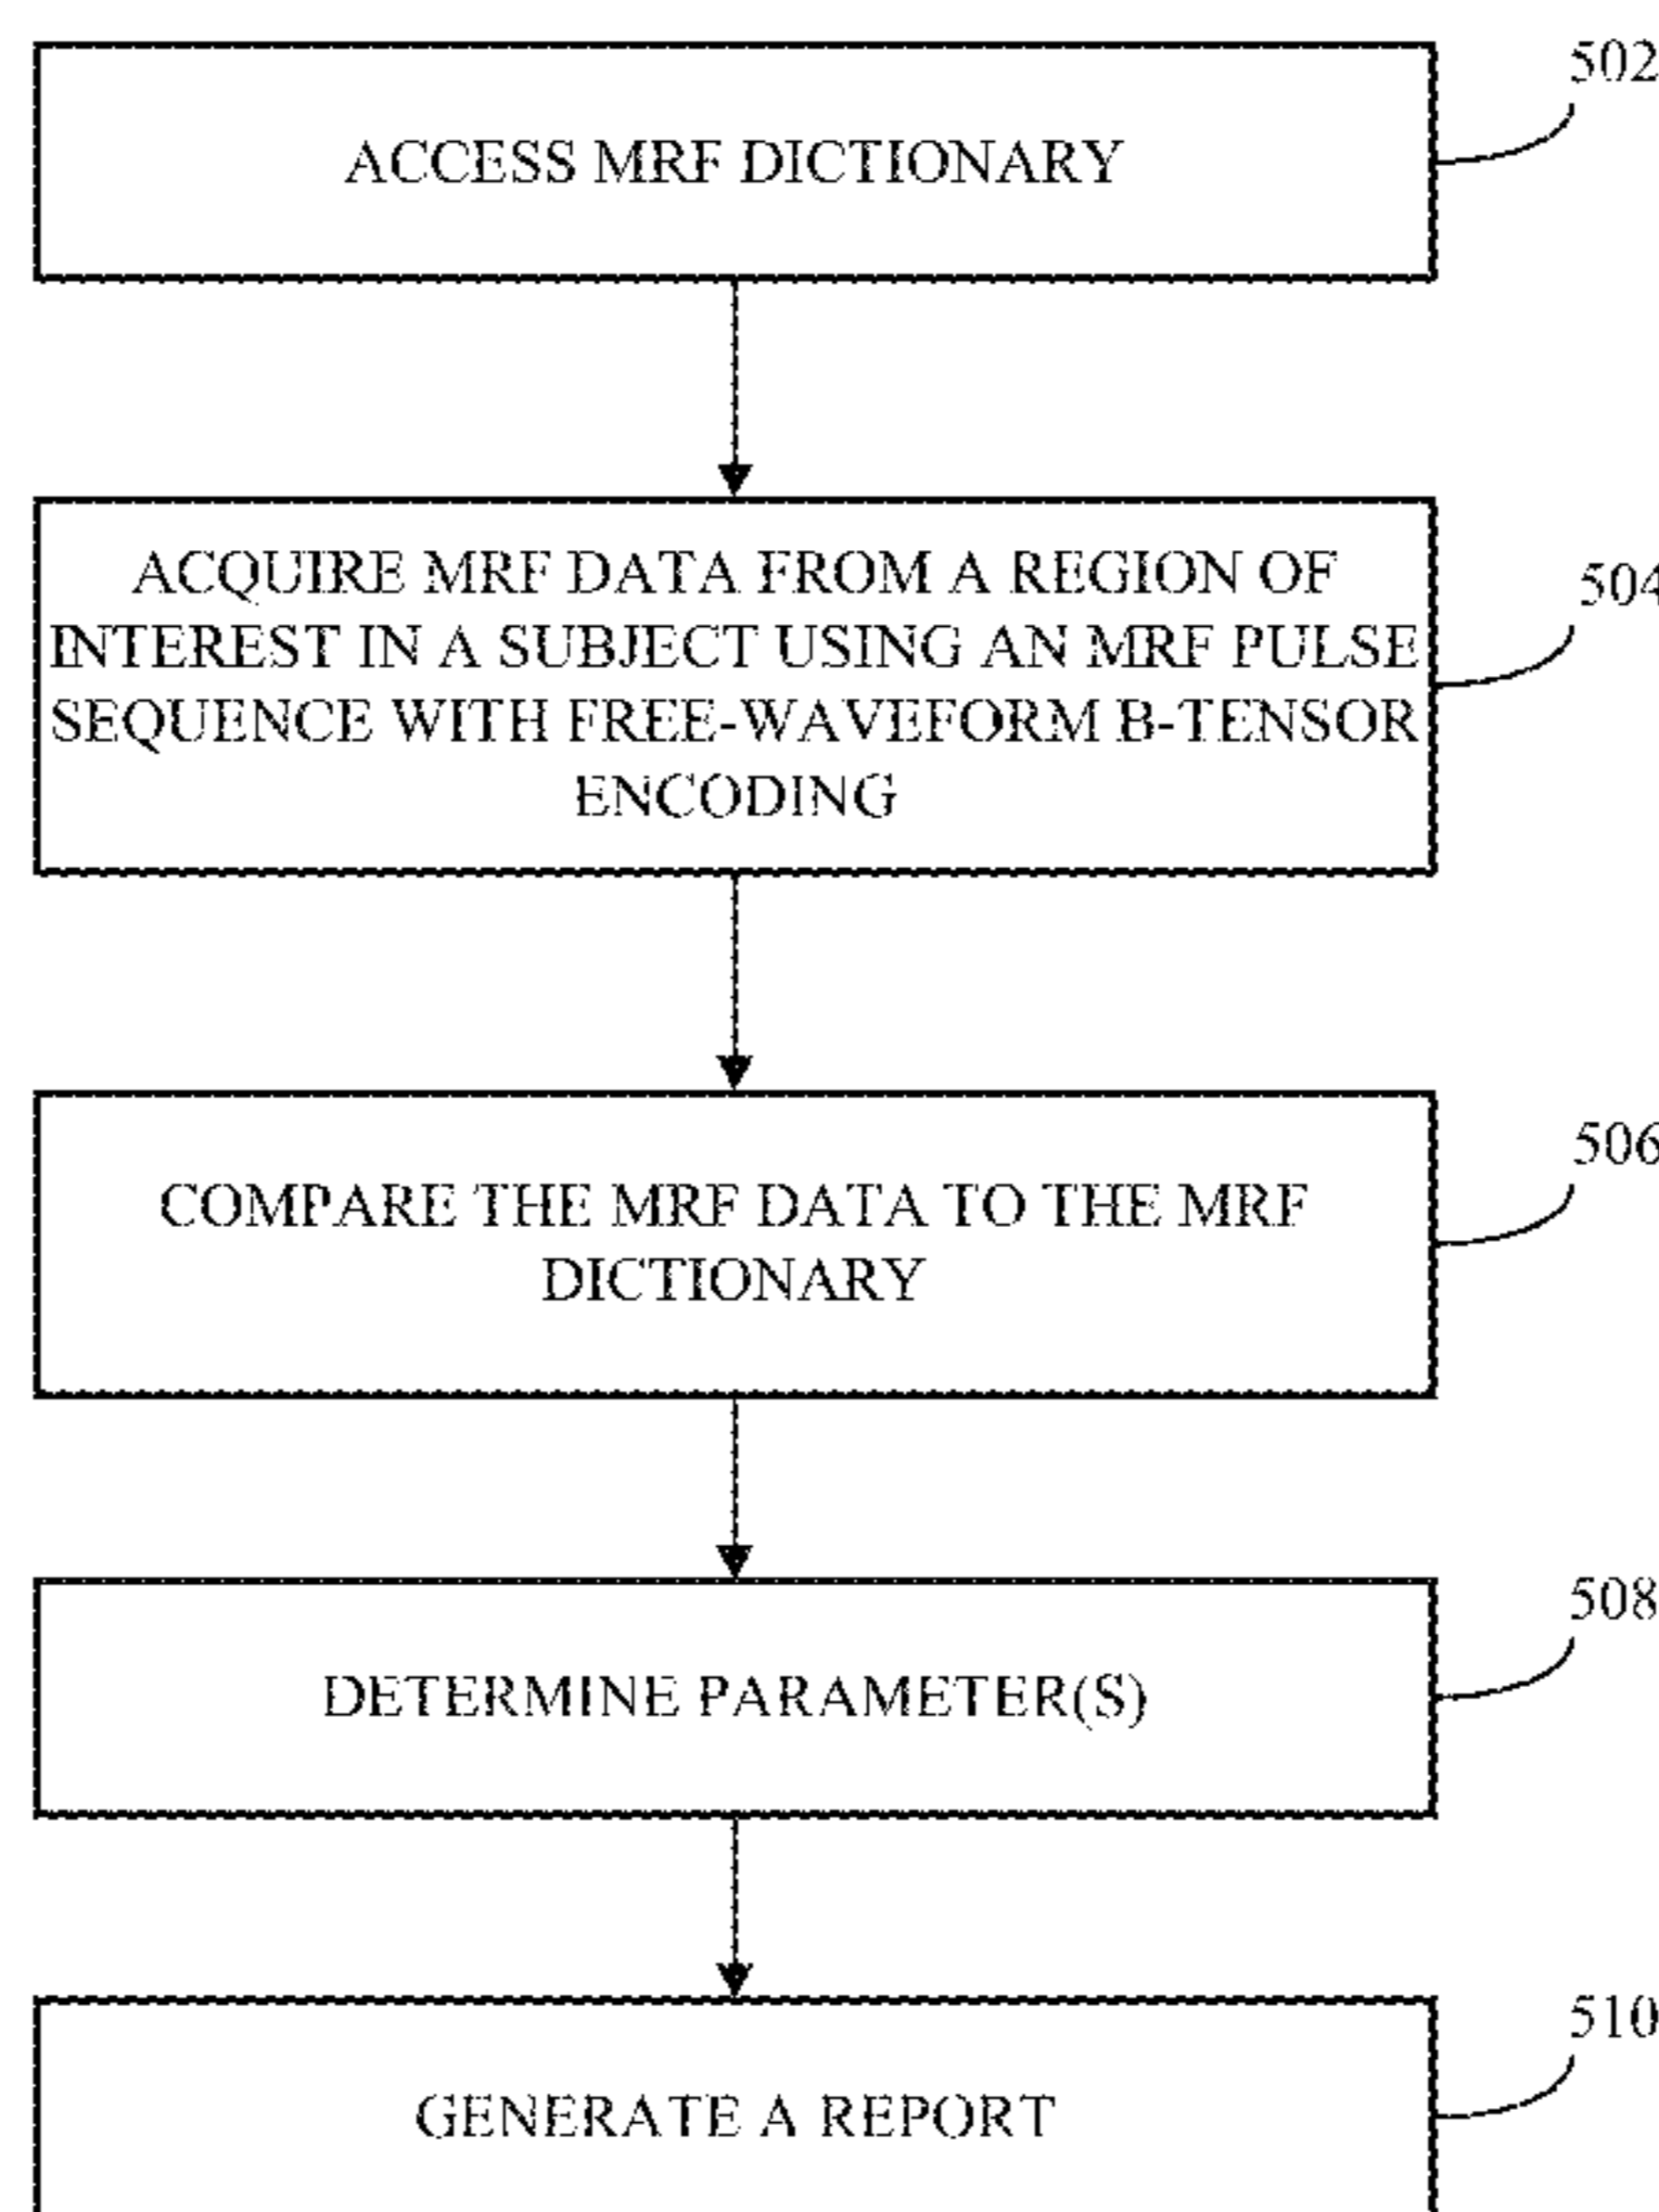 502
ACCESS MRF DICTIONARY
504
ACQUIRE MRF DATA FROM A REGION OF
INTEREST IN A SUBJECT USING AN MRF PULSE
SEQUENCE WITH FREE-WAVEFORM B-TENSOR
ENCODING
506
COMPARE THE MRF DATA TO THE MRF
DICTIONARY
508
DETERMINE PARAMETER(S)
510
GENERATE A REPORT